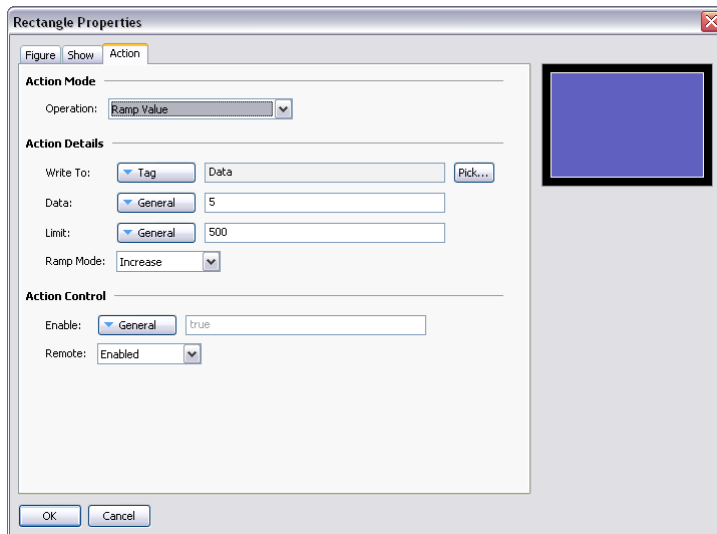 Rectangle Properties
Figure Show Action
Action Mode
Operation: Ramp Value
Action Details
Write To: Tag Data Pick...
Data: General 5
Limit: General 500
Ramp Mode: Increase
Action Control
Enable: General true
Remote: Enabled
OK Cancel